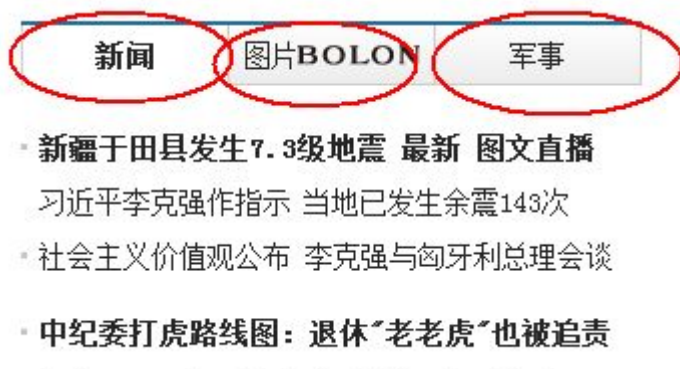 新闻 图片BOLON 军事
新疆于田县发生7.3级地震 最新 图文直播
习近平李克强作指示 当地已发生余震143次
社会主义价值观公布 李克强与匈牙利总理会谈
中纪委打虎路线图：退休"老老虎"也被追责